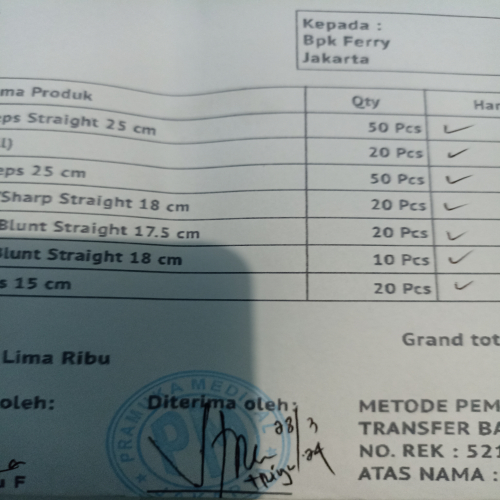 Kepada :
Bpk Ferry
Jakarta
ma Produk Qty Har
ps Straight 25 cm 50 Pcs ✓
l) 20 Pcs ✓
eps 25 cm 50 Pcs ✓
/Sharp Straight 18 cm 20 Pcs ✓
Blunt Straight 17.5 cm 20 Pcs ✓
Blunt Straight 18 cm 10 Pcs ✓
s 15 cm 20 Pcs ✓
Grand tot
Lima Ribu
oleh: Diterima oleh:
PRAMUKA MEDICAL
28/3
24
METODE PEM
TRANSFER BA
NO. REK : 521
ATAS NAMA :
u F